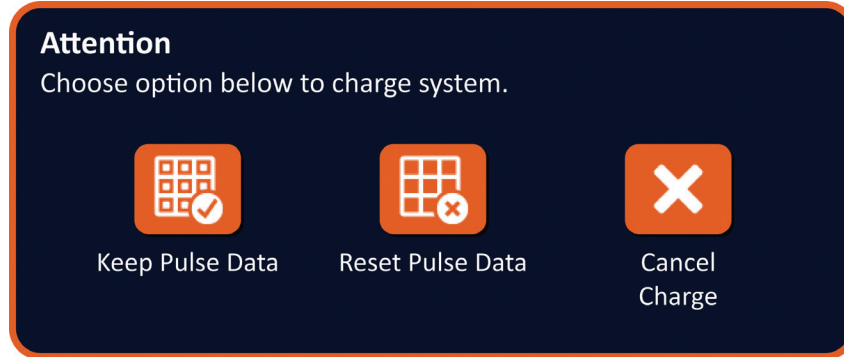 Attention
Choose option below to charge system.
Keep Pulse Data
Reset Pulse Data
Cancel
Charge